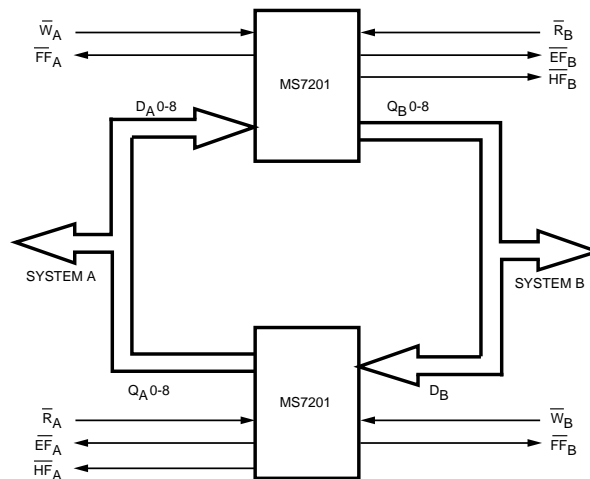 W̅A
F̅F̅A
MS7201
R̅B
E̅F̅B
H̅F̅B
DA 0-8
QB 0-8
SYSTEM A
SYSTEM B
QA 0-8
MS7201
DB
R̅A
E̅F̅A
H̅F̅A
W̅B
F̅F̅B